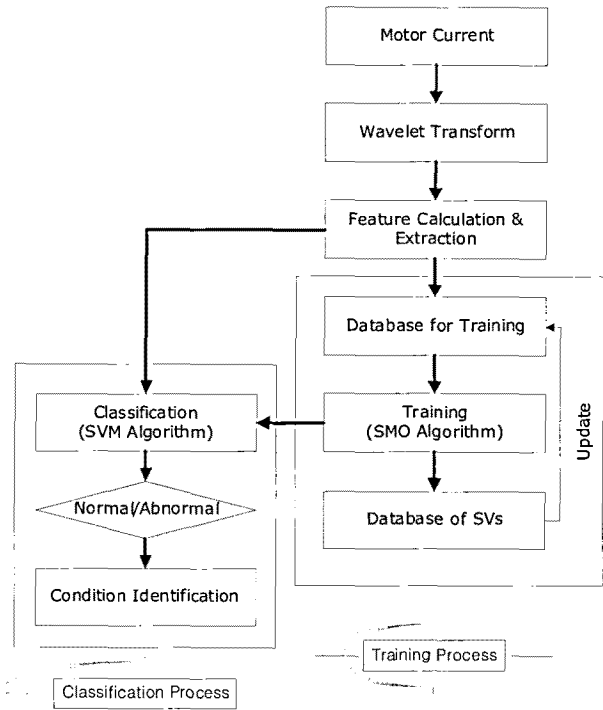 Motor Current
Wavelet Transform
Feature Calculation &
Extraction
Database for Training
Training
(SMO Algorithm)
Database of SVs
Update
Classification
(SVM Algorithm)
Normal/Abnormal
Condition Identification
Training Process
Classification Process